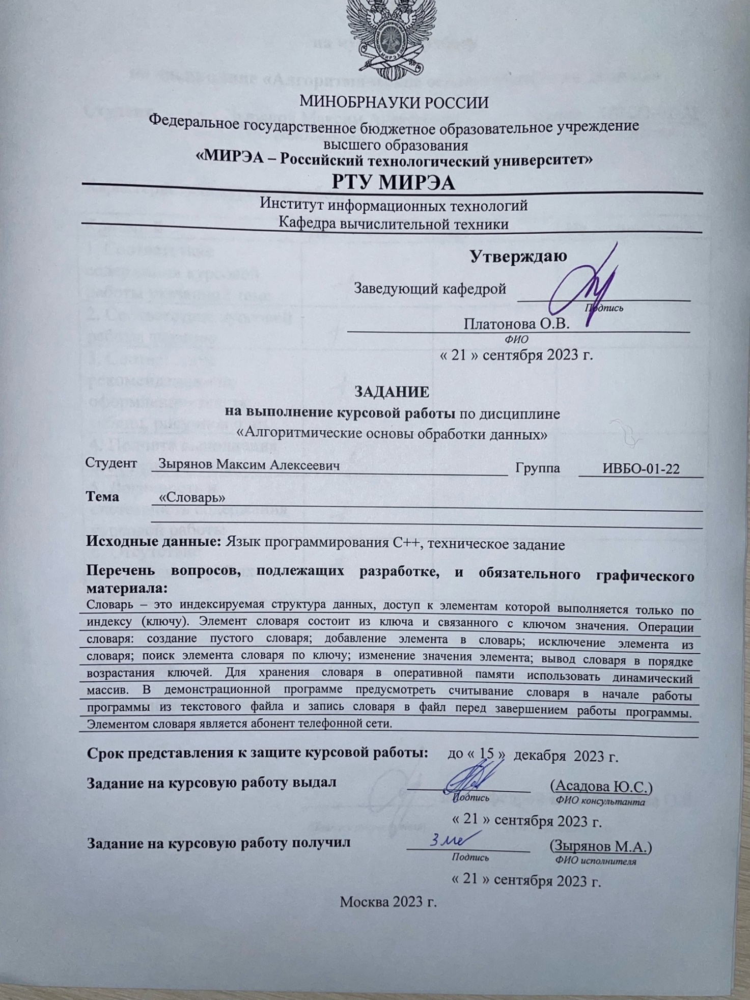 МИНОБРНАУКИ РОССИИ
Федеральное государственное бюджетное образовательное учреждение
высшего образования
«МИРЭА – Российский технологический университет»
РТУ МИРЭА
Институт информационных технологий
Кафедра вычислительной техники
Утверждаю
Заведующий кафедрой
Подпись
Платонова О.В.
ФИО
« 21 » сентября 2023 г.
ЗАДАНИЕ
на выполнение курсовой работы по дисциплине
«Алгоритмические основы обработки данных»
Студент Зырянов Максим Алексеевич Группа ИВБО-01-22
Тема «Словарь»
Исходные данные: Язык программирования С++, техническое задание
Перечень вопросов, подлежащих разработке, и обязательного графического
материала:
Словарь – это индексируемая структура данных, доступ к элементам которой выполняется только по
индексу (ключу). Элемент словаря состоит из ключа и связанного с ключом значения. Операции
словаря: создание пустого словаря; добавление элемента в словарь; исключение элемента из
словаря; поиск элемента словаря по ключу; изменение значения элемента; вывод словаря в порядке
возрастания ключей. Для хранения словаря в оперативной памяти использовать динамический
массив. В демонстрационной программе предусмотреть считывание словаря в начале работы
программы из текстового файла и запись словаря в файл перед завершением работы программы.
Элементом словаря является абонент телефонной сети.
Срок представления к защите курсовой работы: до « 15 » декабря 2023 г.
Задание на курсовую работу выдал (Асадова Ю.С.)
Подпись ФИО консультанта
« 21 » сентября 2023 г.
Задание на курсовую работу получил (Зырянов М.А.)
Подпись ФИО исполнителя
« 21 » сентября 2023 г.
Москва 2023 г.